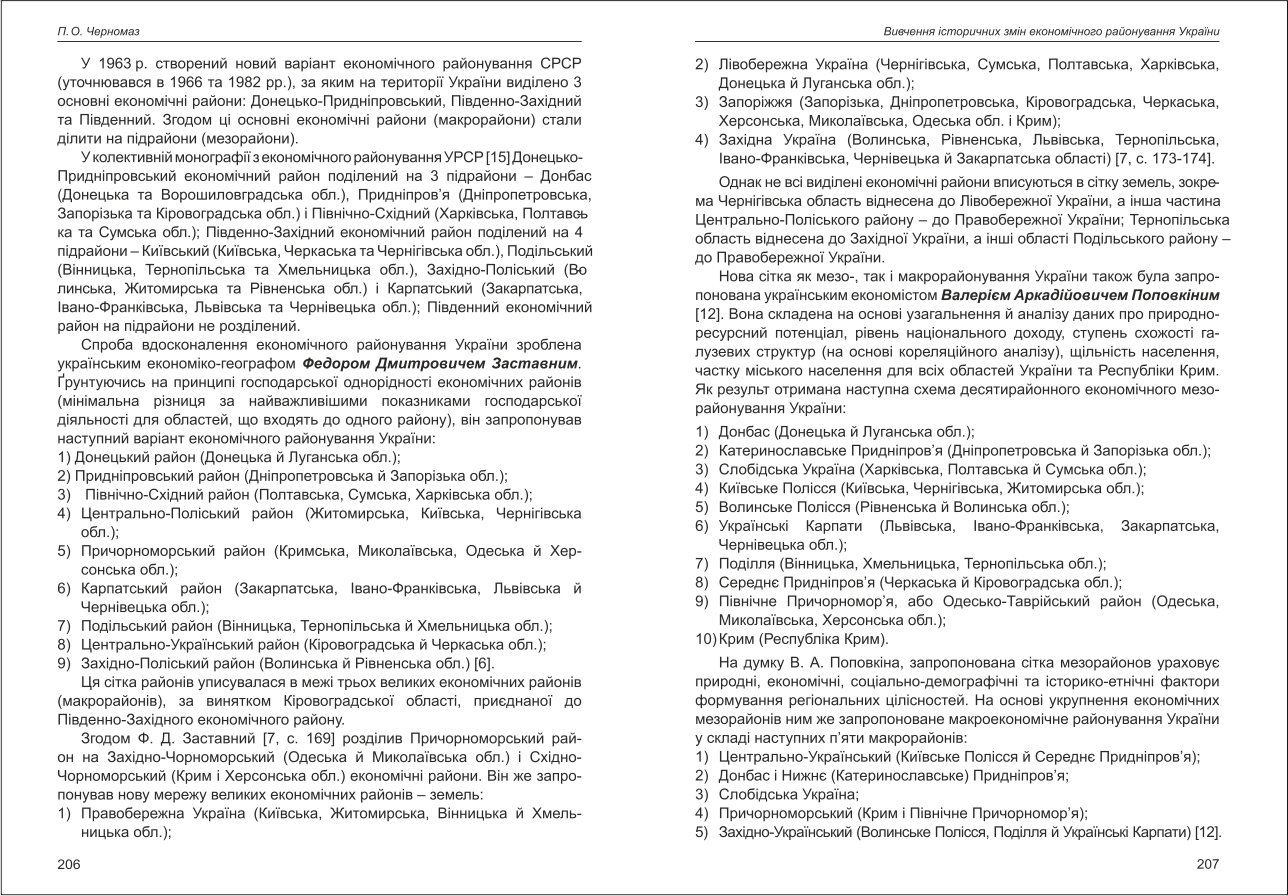 П. О. Черномаз
У 1963 р. створений новий варіант економічного районування СРСР
(уточнювався в 1966 та 1982 рр.), за яким на території України виділено 3
основні економічні райони: Донецько-Придніпровський, Південно-Західний
та Південний. Згодом ці основні економічні райони (макрорайони) стали
ділити на підрайони (мезорайони).
У колективній монографії з економічного районування УРСР [15] Донецько-
Придніпровський економічний район поділений на 3 підрайони – Донбас
(Донецька та Ворошиловградська обл.), Придніпров’я (Дніпропетровська,
Запорізька та Кіровоградська обл.) і Північно-Східний (Харківська, Полтавсь-
ка та Сумська обл.); Південно-Західний економічний район поділений на 4
підрайони – Київський (Київська, Черкаська та Чернігівська обл.), Подільський
(Вінницька, Тернопільська та Хмельницька обл.), Західно-Поліський (Во-
линська, Житомирська та Рівненська обл.) і Карпатський (Закарпатська,
Івано-Франківська, Львівська та Чернівецька обл.); Південний економічний
район на підрайони не розділений.
Спроба вдосконалення економічного районування України зроблена
українським економіко-географом Федором Дмитровичем Заставним.
Ґрунтуючись на принципі господарської однорідності економічних районів
(мінімальна різниця за найважливішими показниками господарської
діяльності для областей, що входять до одного району), він запропонував
наступний варіант економічного районування України:
1) Донецький район (Донецька й Луганська обл.);
2) Придніпровський район (Дніпропетровська й Запорізька обл.);
3) Північно-Східний район (Полтавська, Сумська, Харківська обл.);
4) Центрально-Поліський район (Житомирська, Київська, Чернігівська
обл.);
5) Причорноморський район (Кримська, Миколаївська, Одеська й Хер-
сонська обл.);
6) Карпатський район (Закарпатська, Івано-Франківська, Львівська й
Чернівецька обл.);
7) Подільський район (Вінницька, Тернопільська й Хмельницька обл.);
8) Центрально-Український район (Кіровоградська й Черкаська обл.);
9) Західно-Поліський район (Волинська й Рівненська обл.) [6].
Ця сітка районів уписувалася в межі трьох великих економічних районів
(макрорайонів), за винятком Кіровоградської області, приєднаної до
Південно-Західного економічного району.
Згодом Ф. Д. Заставний [7, с. 169] розділив Причорноморський рай-
он на Західно-Чорноморський (Одеська й Миколаївська обл.) і Східно-
Чорноморський (Крим і Херсонська обл.) економічні райони. Він же запро-
понував нову мережу великих економічних районів – земель:
1) Правобережна Україна (Київська, Житомирська, Вінницька й Хмель-
ницька обл.);
206
Вивчення історичних змін економічного районування України
2) Лівобережна Україна (Чернігівська, Сумська, Полтавська, Харківська,
Донецька й Луганська обл.);
3) Запоріжжя (Запорізька, Дніпропетровська, Кіровоградська, Черкаська,
Херсонська, Миколаївська, Одеська обл. і Крим);
4) Західна Україна (Волинська, Рівненська, Львівська, Тернопільська,
Івано-Франківська, Чернівецька й Закарпатська області) [7, с. 173-174].
Однак не всі виділені економічні райони вписуються в сітку земель, зокре-
ма Чернігівська область віднесена до Лівобережної України, а інша частина
Центрально-Поліського району – до Правобережної України; Тернопільська
область віднесена до Західної України, а інші області Подільського району –
до Правобережної України.
Нова сітка як мезо-, так і макрорайонування України також була запро-
понована українським економістом Валерієм Аркадійовичем Поповкіним
[12]. Вона складена на основі узагальнення й аналізу даних про природно-
ресурсний потенціал, рівень національного доходу, ступень схожості га-
лузевих структур (на основі кореляційного аналізу), щільність населення,
частку міського населення для всіх областей України та Республіки Крим.
Як результ отримана наступна схема десятирайонного економічного мезо-
районування України:
1) Донбас (Донецька й Луганська обл.);
2) Катеринославське Придніпров’я (Дніпропетровська й Запорізька обл.);
3) Слобідська Україна (Харківська, Полтавська й Сумська обл.);
4) Київське Полісся (Київська, Чернігівська, Житомирська обл.);
5) Волинське Полісся (Рівненська й Волинська обл.);
6) Українські Карпати (Львівська, Івано-Франківська, Закарпатська,
Чернівецька обл.);
7) Поділля (Вінницька, Хмельницька, Тернопільська обл.);
8) Середнє Придніпров’я (Черкаська й Кіровоградська обл.);
9) Північне Причорномор’я, або Одесько-Таврійський район (Одеська,
Миколаївська, Херсонська обл.);
10) Крим (Республіка Крим).
На думку В. А. Поповкіна, запропонована сітка мезорайонов ураховує
природні, економічні, соціально-демографічні та історико-етнічні фактори
формування регіональних цілісностей. На основі укрупнення економічних
мезорайонів ним же запропоноване макроекономічне районування України
у складі наступних п’яти макрорайонів:
1) Центрально-Український (Київське Полісся й Середнє Придніпров’я);
2) Донбас і Нижнє (Катеринославське) Придніпров’я;
3) Слобідська Україна;
4) Причорноморський (Крим і Північне Причорномор’я);
5) Західно-Український (Волинське Полісся, Поділля й Українські Карпати) [12].
207